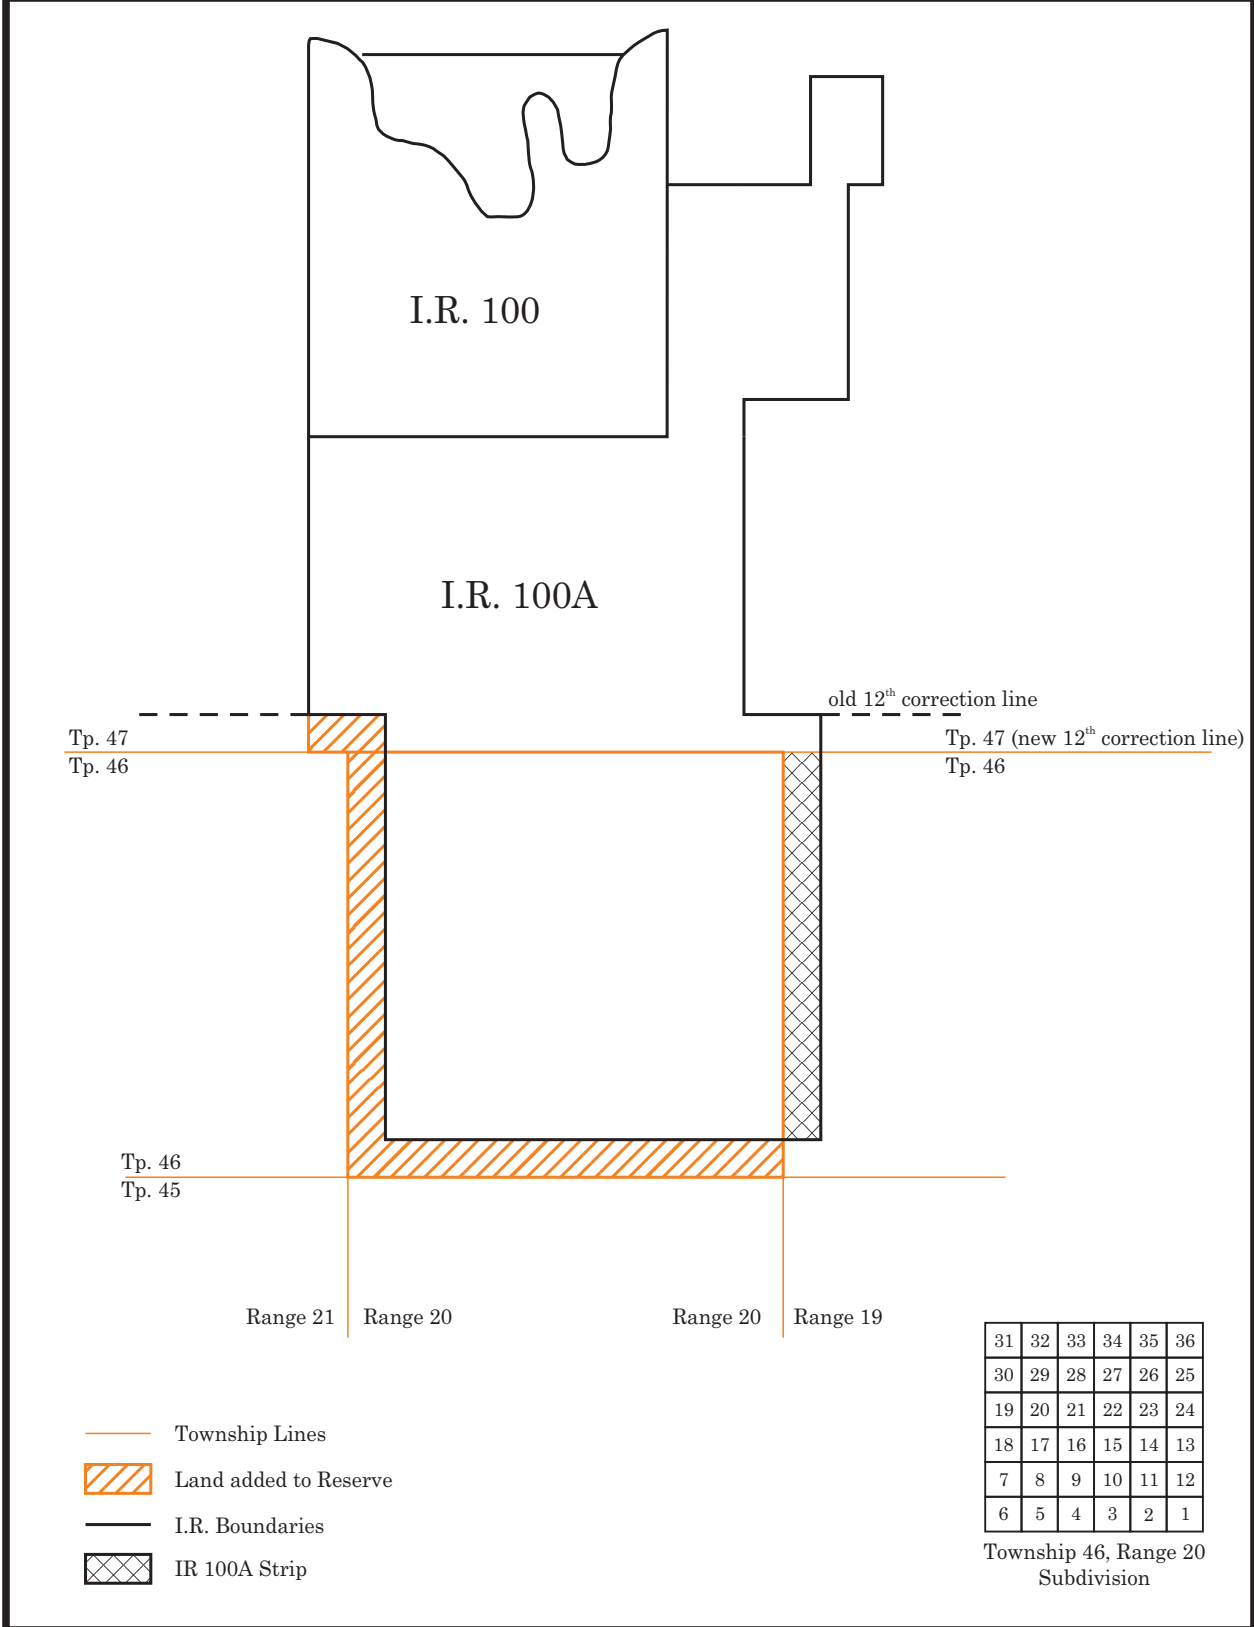 I.R. 100
I.R. 100A
old 12th correction line
Tp. 47
Tp. 47 (new 12th correction line)
Tp. 46
Tp. 46
Tp. 46
Tp. 45
Range 21
Range 20
Range 20
Range 19
Township Lines
Land added to Reserve
I.R. Boundaries
IR 100A Strip
31 32 33 34 35 36
30 29 28 27 26 25
19 20 21 22 23 24
18 17 16 15 14 13
7 8 9 10 11 12
6 5 4 3 2 1
Township 46, Range 20
Subdivision